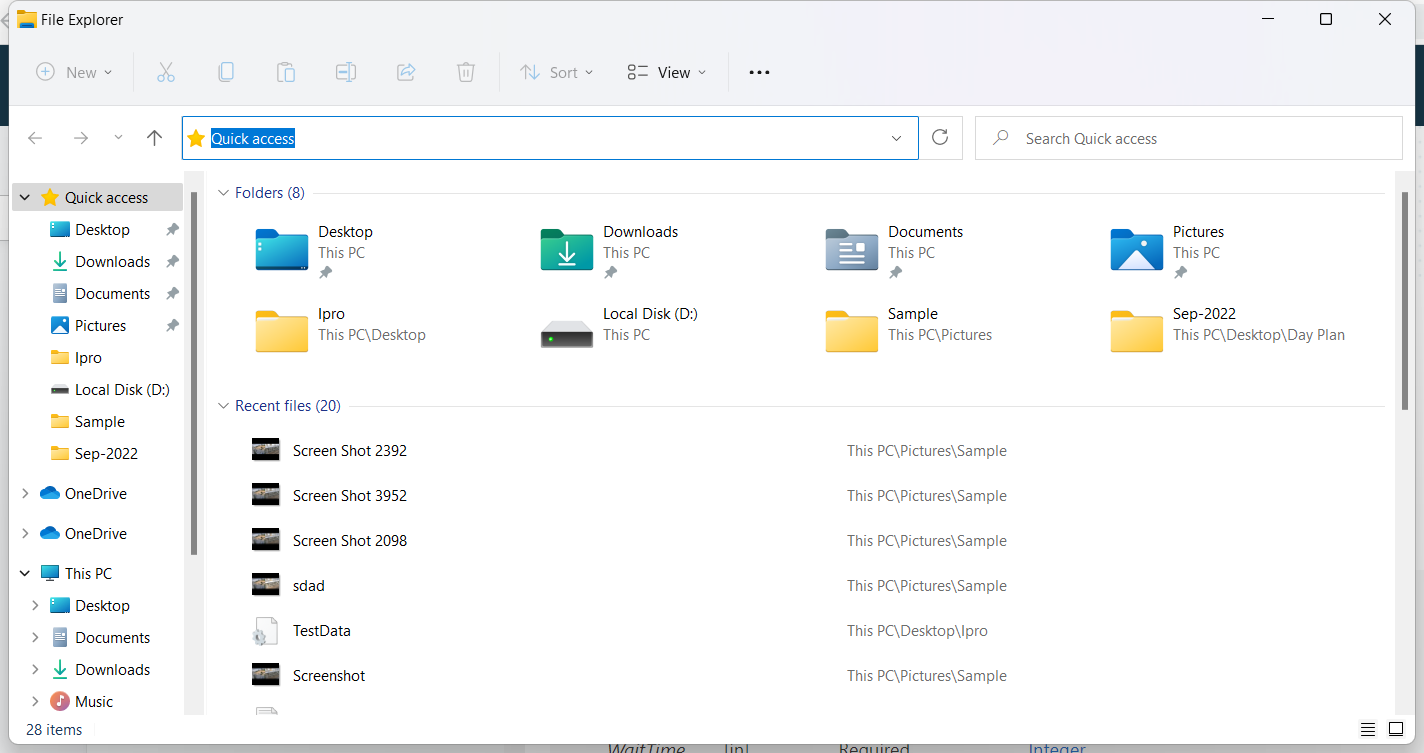 File Explorer
New
Sort
View
Quick access
Search Quick access
Quick access
Desktop
Downloads
Documents
Pictures
Ipro
Local Disk (D:)
Sample
Sep-2022
OneDrive
OneDrive
This PC
Desktop
Documents
Downloads
Music
Folders (8)
Desktop
This PC
Downloads
This PC
Documents
This PC
Pictures
This PC
Ipro
This PC\Desktop
Local Disk (D:)
This PC
Sample
This PC\Pictures
Sep-2022
This PC\Desktop\Day Plan
Recent files (20)
Screen Shot 2392 This PC\Pictures\Sample
Screen Shot 3952 This PC\Pictures\Sample
Screen Shot 2098 This PC\Pictures\Sample
sdad This PC\Pictures\Sample
TestData This PC\Desktop\Ipro
Screenshot This PC\Pictures\Sample
28 items
WaitTime [in] Required Integer